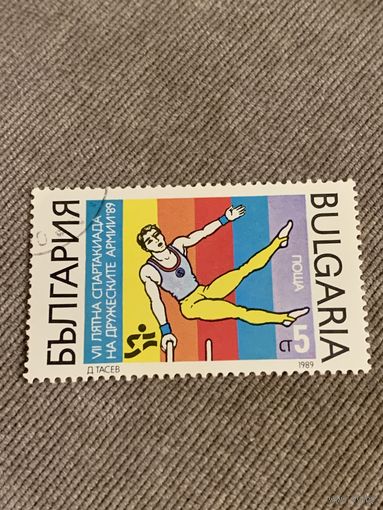 БЪЛГАРИЯ
VII ЛЯТНА СПАРТАКИАДА
НА ДРУЖЕСКИТЕ АРМИИ'89
Д.ТАСЕВ
BULGARIA
ПОЩА
5 ст
1989